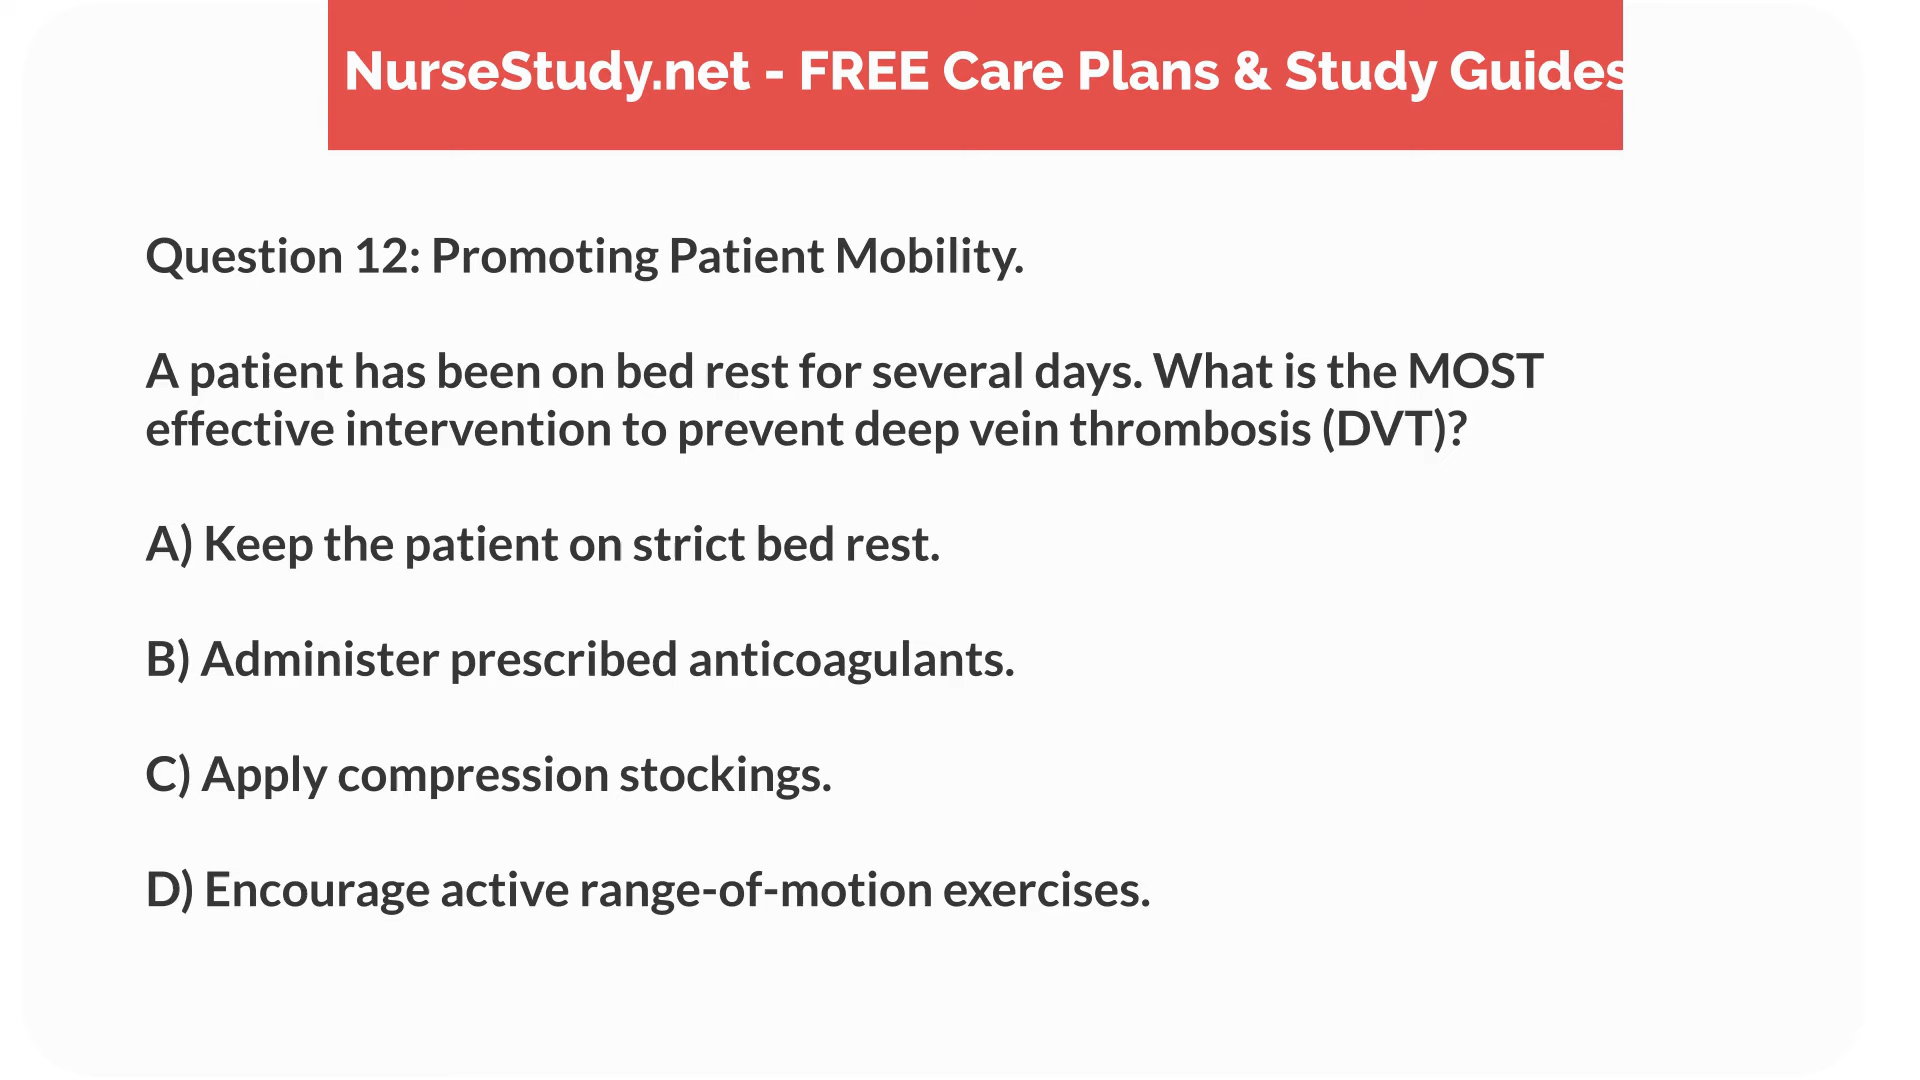 NurseStudy.net - FREE Care Plans & Study Guides
Question 12: Promoting Patient Mobility.
A patient has been on bed rest for several days. What is the MOST
effective intervention to prevent deep vein thrombosis (DVT)?
A) Keep the patient on strict bed rest.
B) Administer prescribed anticoagulants.
C) Apply compression stockings.
D) Encourage active range-of-motion exercises.